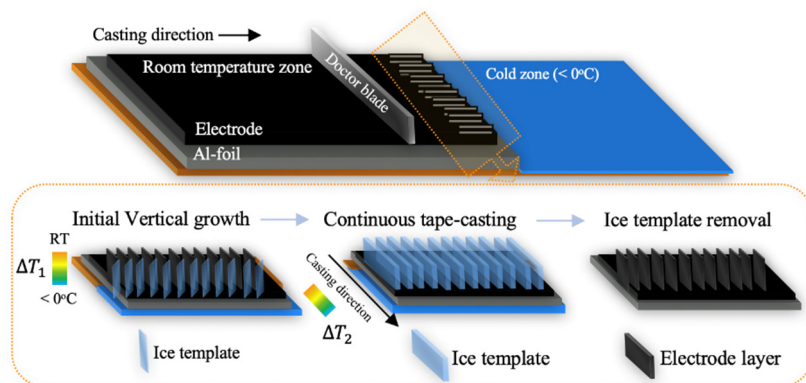 Casting direction
Room temperature zone
Doctor blade
Cold zone (< 0°C)
Electrode
Al-foil
Initial Vertical growth
Continuous tape-casting
Ice template removal
RT
ΔT₁
< 0°C
Casting direction
ΔT₂
Ice template
Ice template
Electrode layer